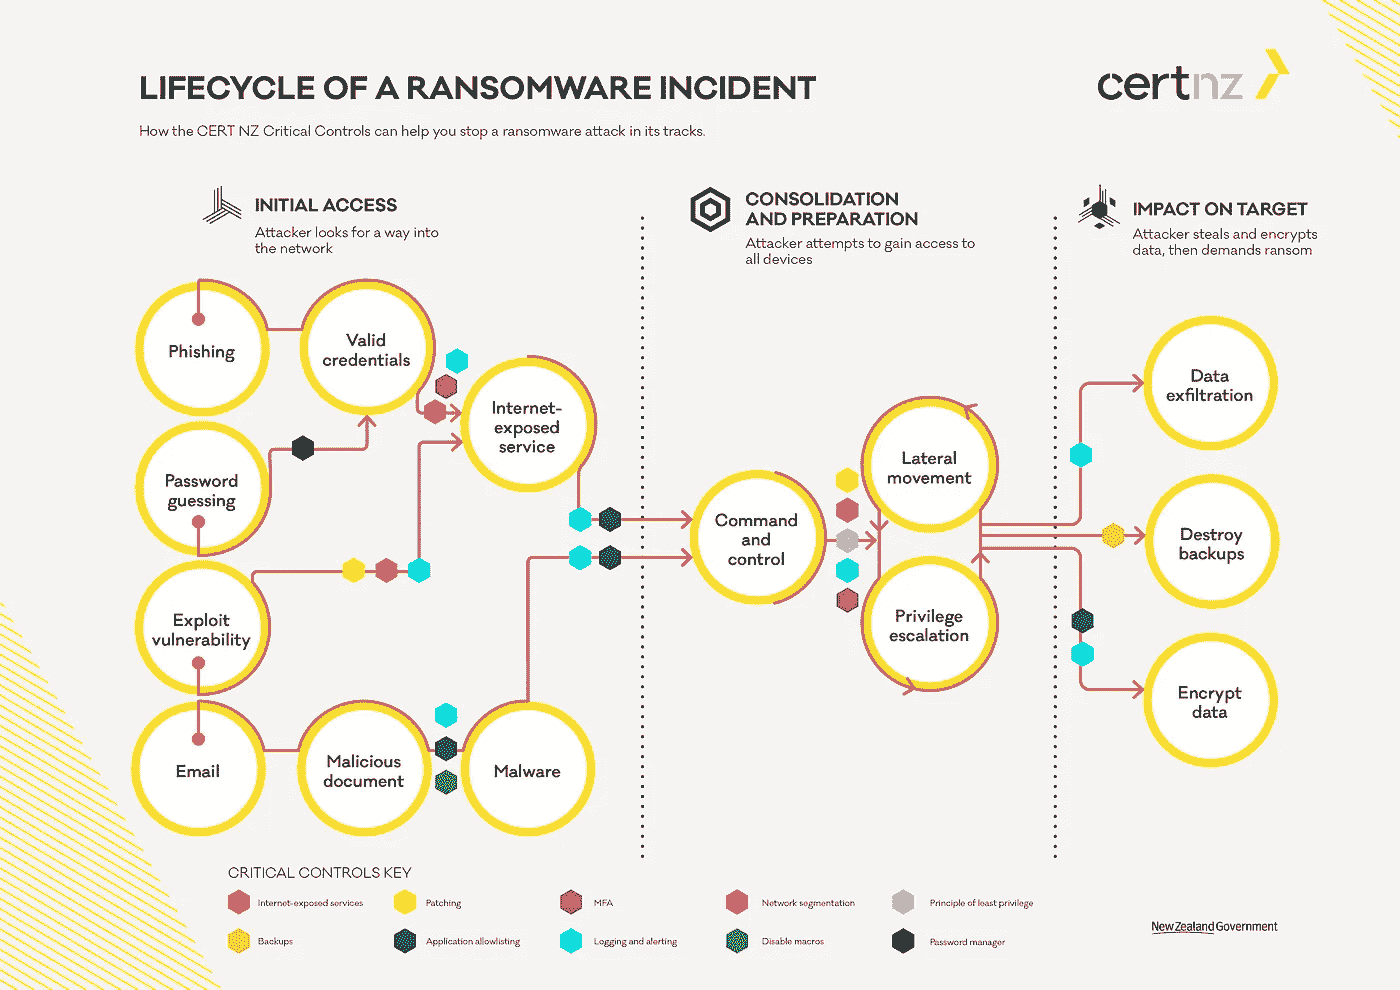 LIFECYCLE OF A RANSOMWARE INCIDENT
certnz
How the CERT NZ Critical Controls can help you stop a ransomware attack in its tracks.
INITIAL ACCESS
Attacker looks for a way into
the network
CONSOLIDATION
AND PREPARATION
Attacker attempts to gain access to
all devices
IMPACT ON TARGET
Attacker steals and encrypts
data, then demands ransom
Phishing
Valid
credentials
Internet-
exposed
service
Password
guessing
Exploit
vulnerability
Email
Malicious
document
Malware
Command
and
control
Lateral
movement
Privilege
escalation
Data
exfiltration
Destroy
backups
Encrypt
data
CRITICAL CONTROLS KEY
Internet-exposed services
Patching
MFA
Network segmentation
Principle of least privilege
Backups
Application allowlisting
Logging and alerting
Disable macros
Password manager
New Zealand Government